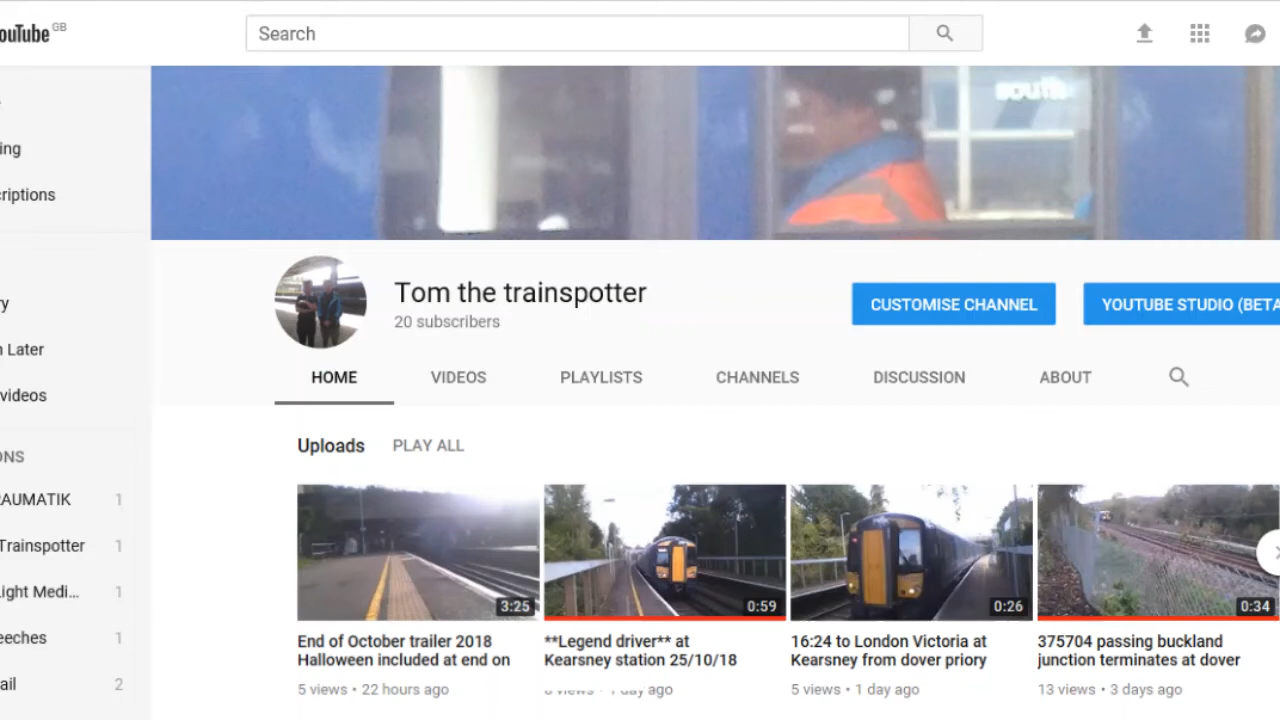 ouTube GB
Search
south
ing
criptions
Tom the trainspotter
20 subscribers
CUSTOMISE CHANNEL
YOUTUBE STUDIO (BETA
ry
n Later
videos
HOME VIDEOS PLAYLISTS CHANNELS DISCUSSION ABOUT
Uploads PLAY ALL
ONS
RAUMATIK 1
Trainspotter 1
ight Medi... 1
eeches 1
ail 2
3:25
0:59
0:26
0:34
End of October trailer 2018
Halloween included at end on
5 views • 22 hours ago
**Legend driver** at
Kearsney station 25/10/18
views • 1 day ago
16:24 to London Victoria at
Kearsney from dover priory
5 views • 1 day ago
375704 passing buckland
junction terminates at dover
13 views • 3 days ago